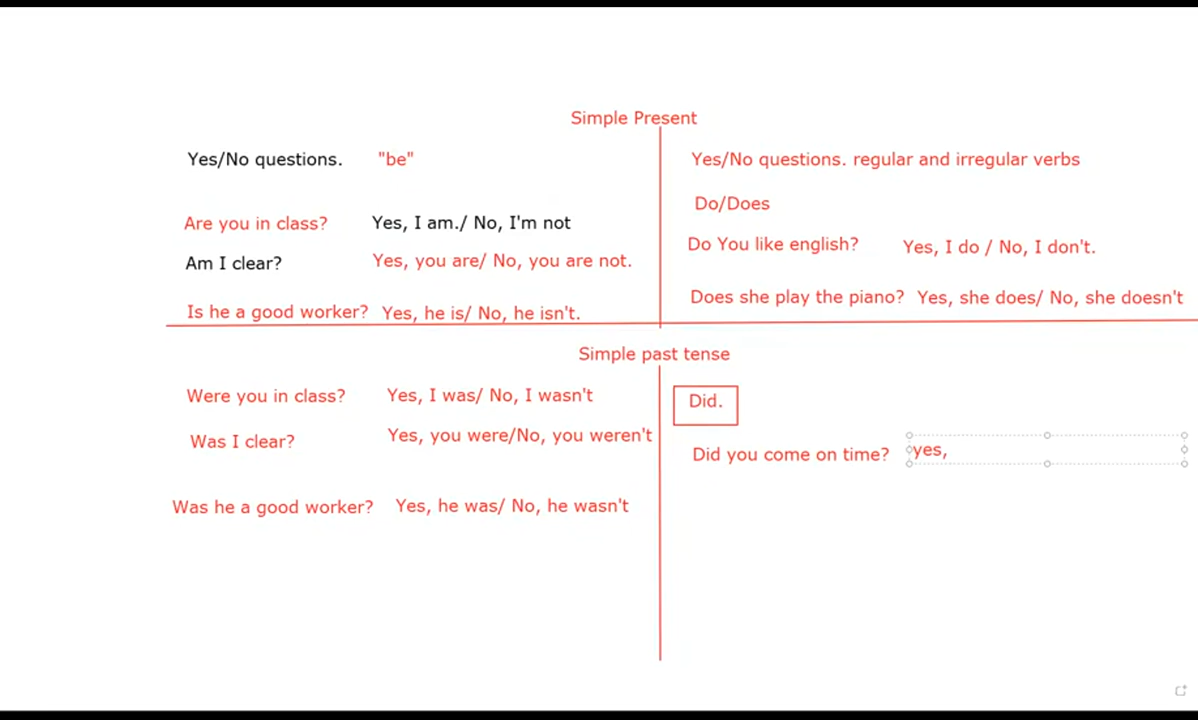 Simple Present
Yes/No questions. "be"
Are you in class? Yes, I am./ No, I'm not
Am I clear? Yes, you are/ No, you are not.
Is he a good worker? Yes, he is/ No, he isn't.
Yes/No questions. regular and irregular verbs
Do/Does
Do You like english? Yes, I do / No, I don't.
Does she play the piano? Yes, she does/ No, she doesn't
Simple past tense
Were you in class? Yes, I was/ No, I wasn't
Was I clear? Yes, you were/No, you weren't
Was he a good worker? Yes, he was/ No, he wasn't
Did.
Did you come on time? yes,